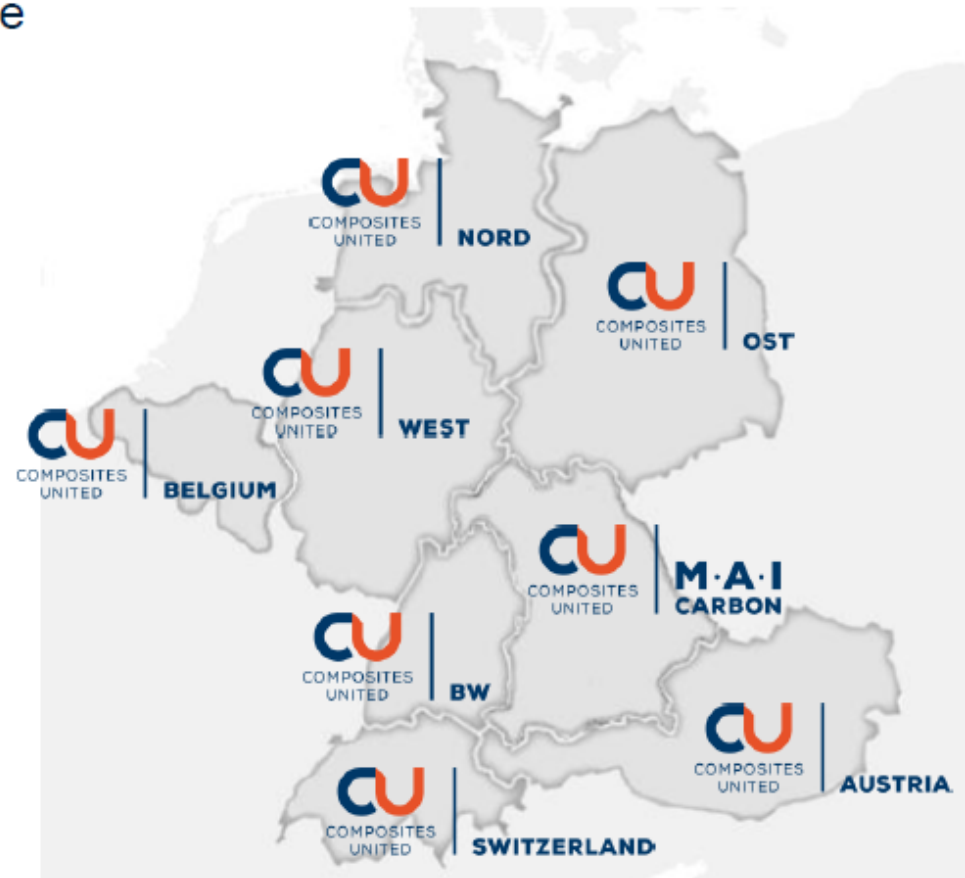 e
CU
COMPOSITES
UNITED
NORD
CU
COMPOSITES
UNITED
OST
CU
COMPOSITES
UNITED
WEST
CU
COMPOSITES
UNITED
BELGIUM
CU
COMPOSITES
UNITED
M·A·I
CARBON
CU
COMPOSITES
UNITED
BW
CU
COMPOSITES
UNITED
AUSTRIA
CU
COMPOSITES
UNITED
SWITZERLAND